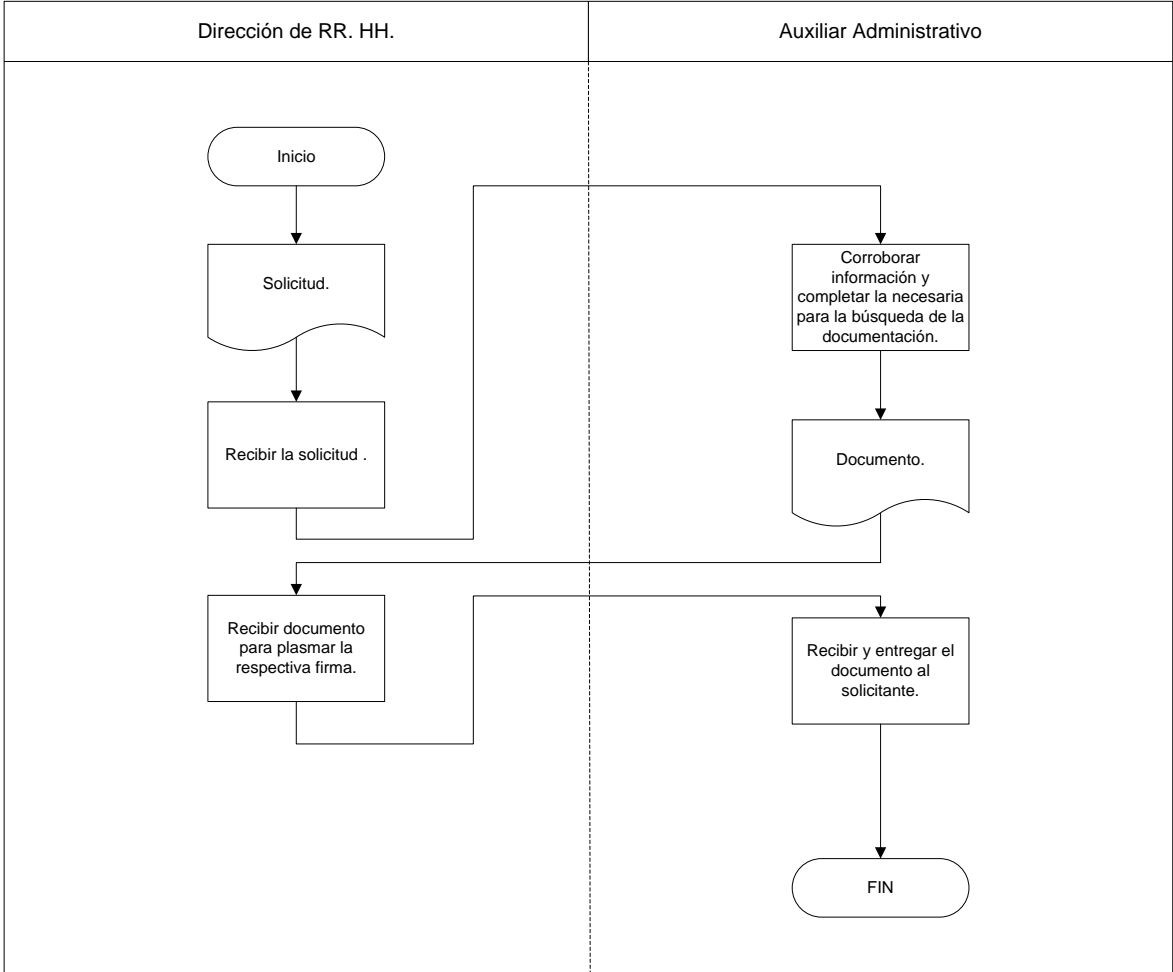 Dirección de RR. HH.
Auxiliar Administrativo
Inicio
Solicitud.
Recibir la solicitud .
Corroborar
información y
completar la necesaria
para la búsqueda de la
documentación.
Documento.
Recibir documento
para plasmar la
respectiva firma.
Recibir y entregar el
documento al
solicitante.
FIN